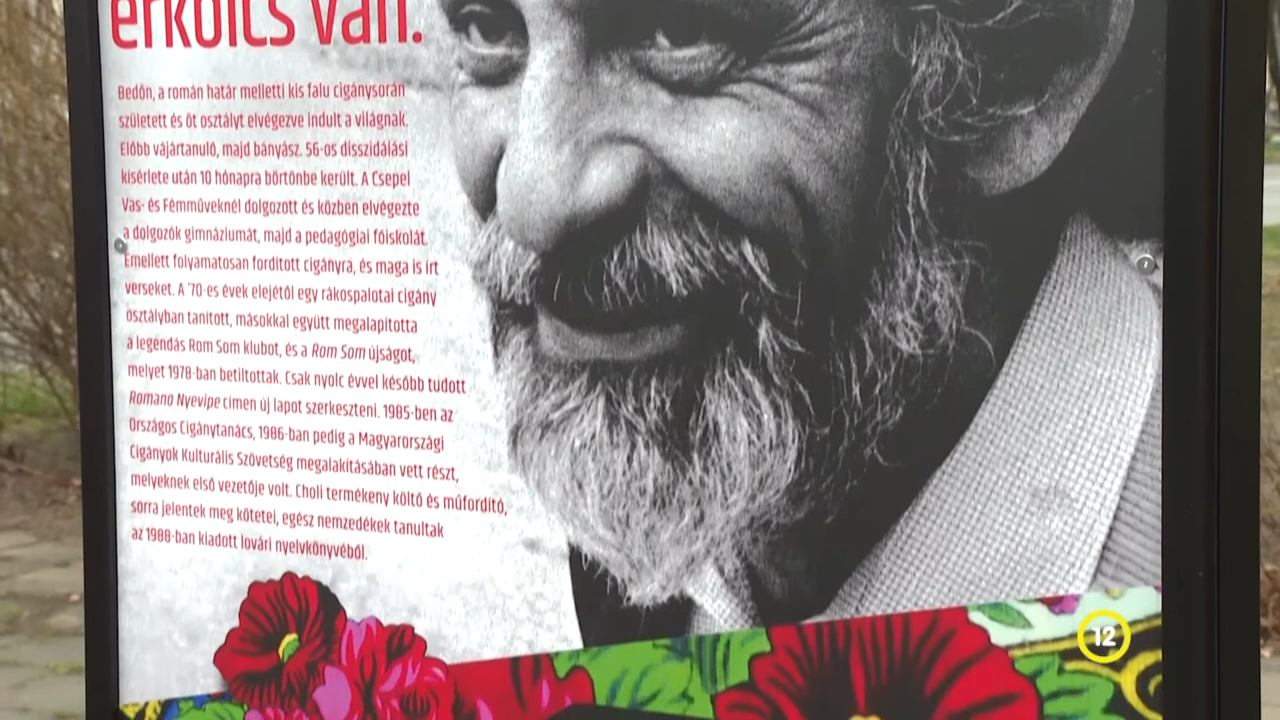 erkölcs van.
Bedőn, a román határ melletti kis falu cigánysorán
született és öt osztályt elvégezve indult a világnak.
Előbb vájártanuló, majd bányász. 56-os disszidálási
kísérlete után 10 hónapra börtönbe került. A Csepel
Vas- és Fémműveknél dolgozott és közben elvégezte
a dolgozók gimnáziumát, majd a pedagógiai főiskolát.
Emellett folyamatosan fordított cigányra, és maga is írt
verseket. A '70-es évek elejétől egy rákospalotai cigány
osztályban tanított, másokkal együtt megalapította
a legendás Rom Som klubot, és a Rom Som újságot,
melyet 1978-ban betiltottak. Csak nyolc évvel később tudott
Romano Nyevipe címen új lapot szerkeszteni. 1985-ben az
Országos Cigánytanács, 1986-ban pedig a Magyarországi
Cigányok Kulturális Szövetség megalakításában vett részt,
melyeknek első vezetője volt. Choli termékeny költő és műfordító,
sorra jelentek meg kötetei, egész nemzedékek tanultak
az 1988-ban kiadott lovári nyelvkönyvéből.
12